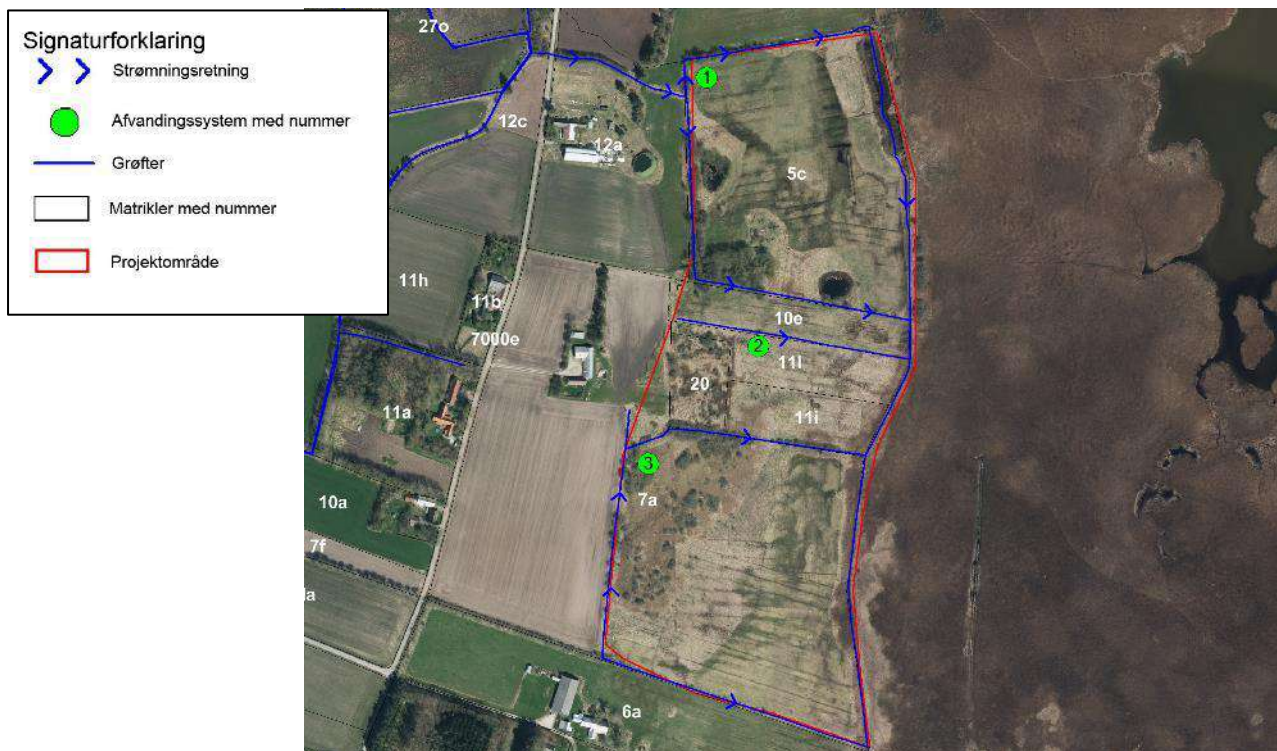 Signaturforklaring
Strømningsretning
Afvandingssystem med nummer
Grøfter
Matrikler med nummer
Projektområde
27o
1
12c
12a
5c
11h
11b
10e
7000e
2
11l
20
11a
11i
3
7a
10a
7f
6a